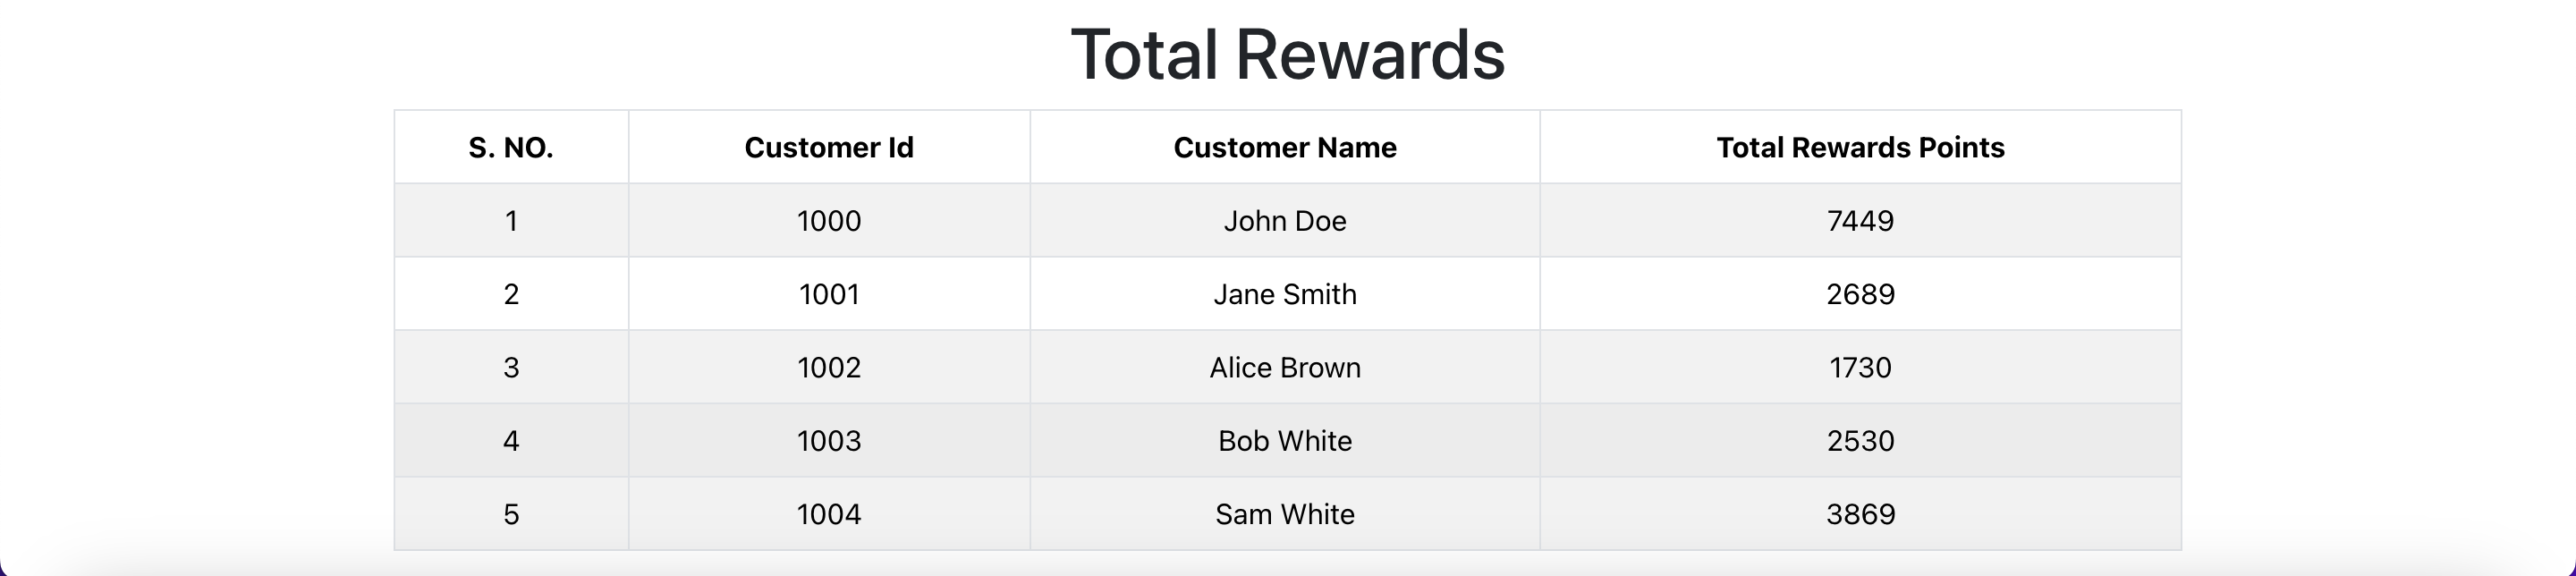 Total Rewards
S. NO. Customer Id Customer Name Total Rewards Points
1 1000 John Doe 7449
2 1001 Jane Smith 2689
3 1002 Alice Brown 1730
4 1003 Bob White 2530
5 1004 Sam White 3869